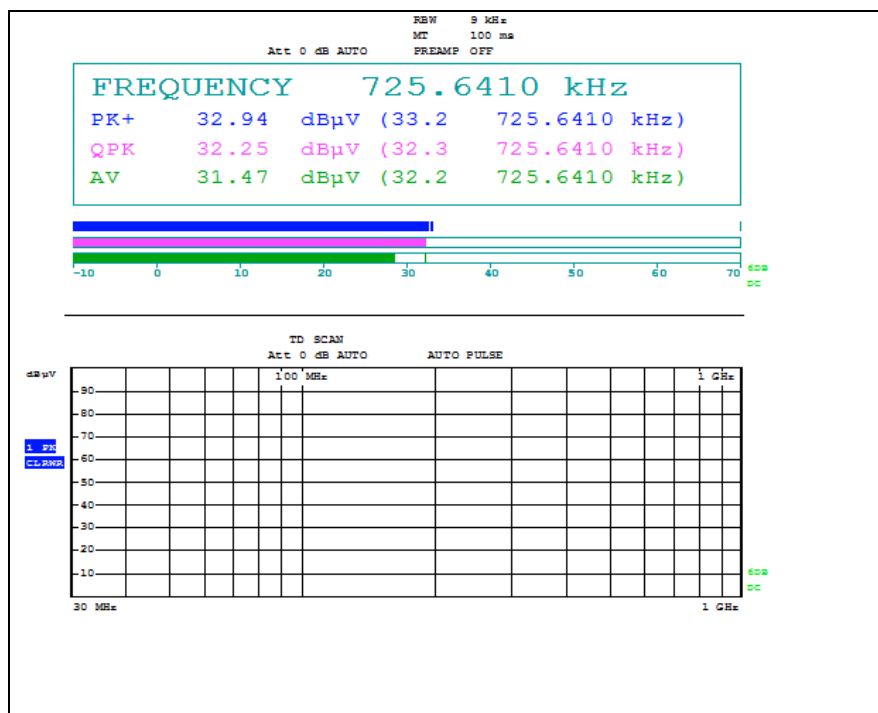 RBW 9 kHz
MT 100 ms
Att 0 dB AUTO PREAMP OFF
FREQUENCY 725.6410 kHz
PK+ 32.94 dBµV (33.2 725.6410 kHz)
QPK 32.25 dBµV (32.3 725.6410 kHz)
AV 31.47 dBµV (32.2 725.6410 kHz)
-10 0 10 20 30 40 50 60 70
6DB
DC
TD SCAN
Att 0 dB AUTO AUTO PULSE
dBµV
100 MHz 1 GHz
90
80
70
1 PK
CLRWR
60
50
40
30
20
10
6DB
DC
30 MHz 1 GHz